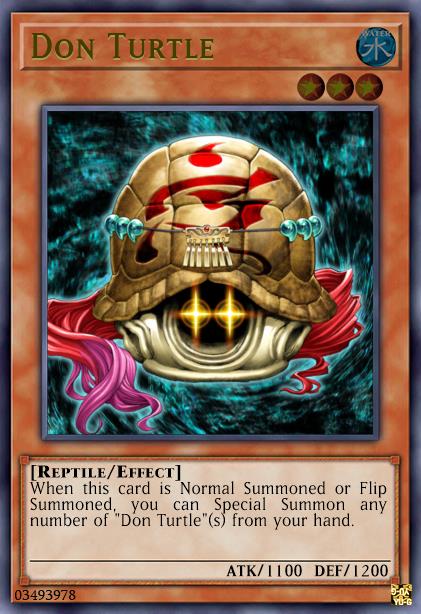 DON TURTLE
WATER
水
[REPTILE/EFFECT]
When this card is Normal Summoned or Flip
Summoned, you can Special Summon any
number of "Don Turtle"(s) from your hand.
ATK/1100 DEF/1200
03493978